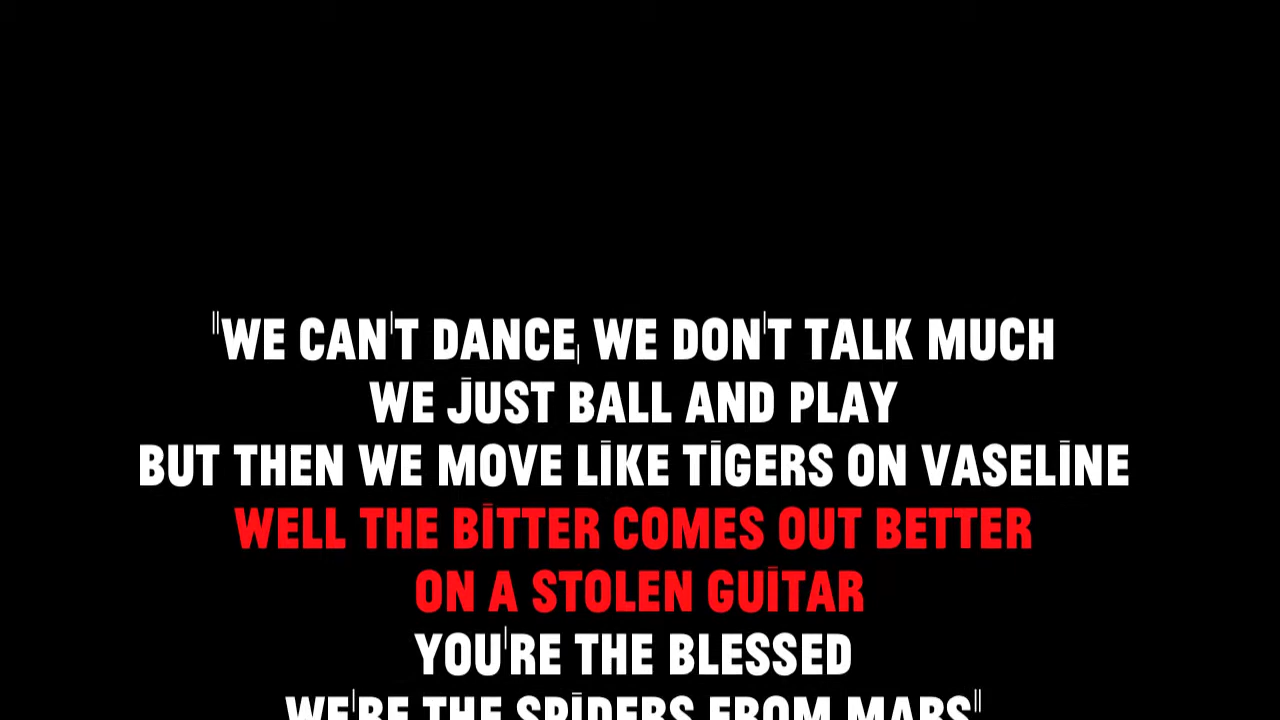 "WE CAN'T DANCE, WE DON'T TALK MUCH
WE JUST BALL AND PLAY
BUT THEN WE MOVE LIKE TIGERS ON VASELINE
WELL THE BITTER COMES OUT BETTER
ON A STOLEN GUITAR
YOU'RE THE BLESSED
WE'RE THE SPIDERS FROM MARS"